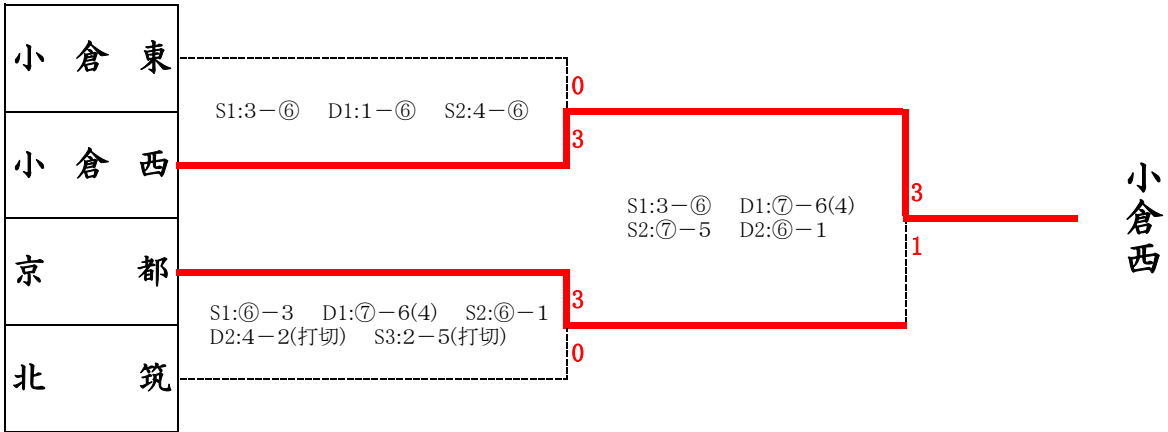 小倉東
小倉西
京都
北筑
S1:3－⑥ D1:1－⑥ S2:4－⑥
0
3
S1:⑥－3 D1:⑦－6(4) S2:⑥－1
D2:4－2(打切) S3:2－5(打切)
3
0
S1:3－⑥ D1:⑦－6(4)
S2:⑦－5 D2:⑥－1
3
1
小倉西